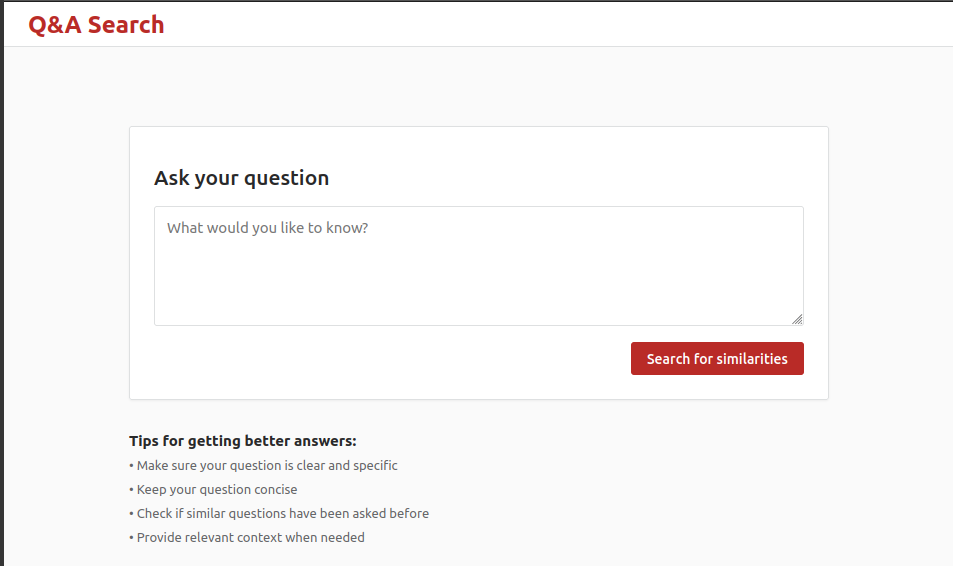 Q&A Search
Ask your question
What would you like to know?
Search for similarities
Tips for getting better answers:
• Make sure your question is clear and specific
• Keep your question concise
• Check if similar questions have been asked before
• Provide relevant context when needed